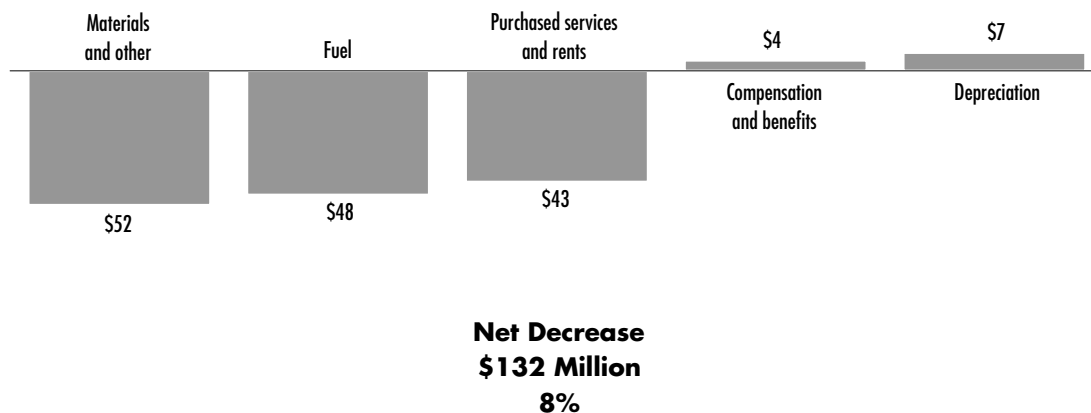 Materials
and other
Fuel
Purchased services
and rents
$4
$7
Compensation
and benefits
Depreciation
$52
$48
$43
Net Decrease
$132 Million
8%